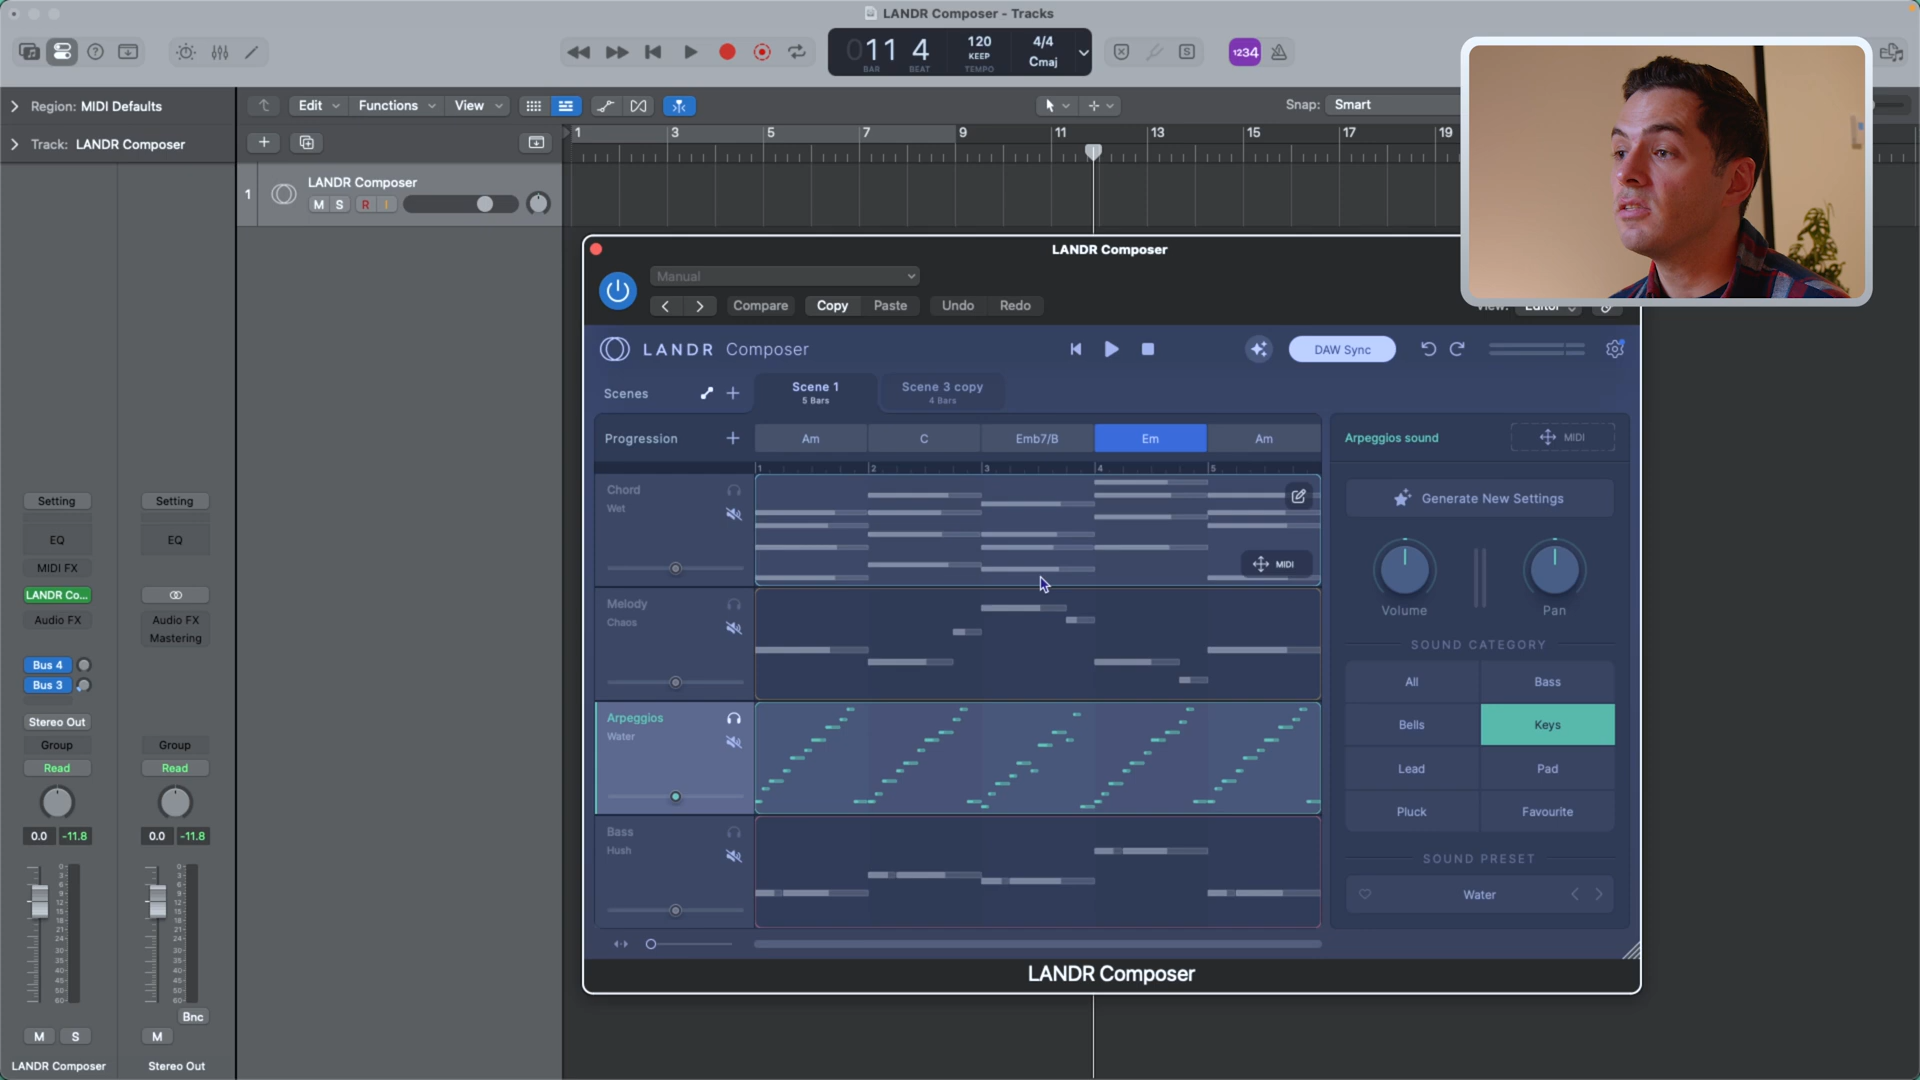 LANDR Composer - Tracks
11 4
BAR BEAT
120
KEEP
TEMPO
4/4
Cmaj
S
1234
Region: MIDI Defaults
Edit Functions View
Snap: Smart
Track: LANDR Composer
1 3 5 7 9 11 13 15 17 19
1
LANDR Composer
M S R I
LANDR Composer
Manual
Compare Copy Paste Undo Redo
View: Editor
LANDR Composer
DAW Sync
Scenes
Scene 1
5 Bars
Scene 3 copy
4 Bars
Progression
Am C Emb7/B Em Am
1 2 3 4 5
Chord
Wet
MIDI
Melody
Chaos
Arpeggios
Water
Bass
Hush
Arpeggios sound
MIDI
Generate New Settings
Volume Pan
SOUND CATEGORY
All Bass
Bells Keys
Lead Pad
Pluck Favourite
SOUND PRESET
Water
LANDR Composer
Setting Setting
EQ EQ
MIDI FX
LANDR Co...
Audio FX Audio FX
Mastering
Bus 4
Bus 3
Stereo Out
Group Group
Read Read
0.0 -11.8 0.0 -11.8
Bnc
M S M
LANDR Composer Stereo Out